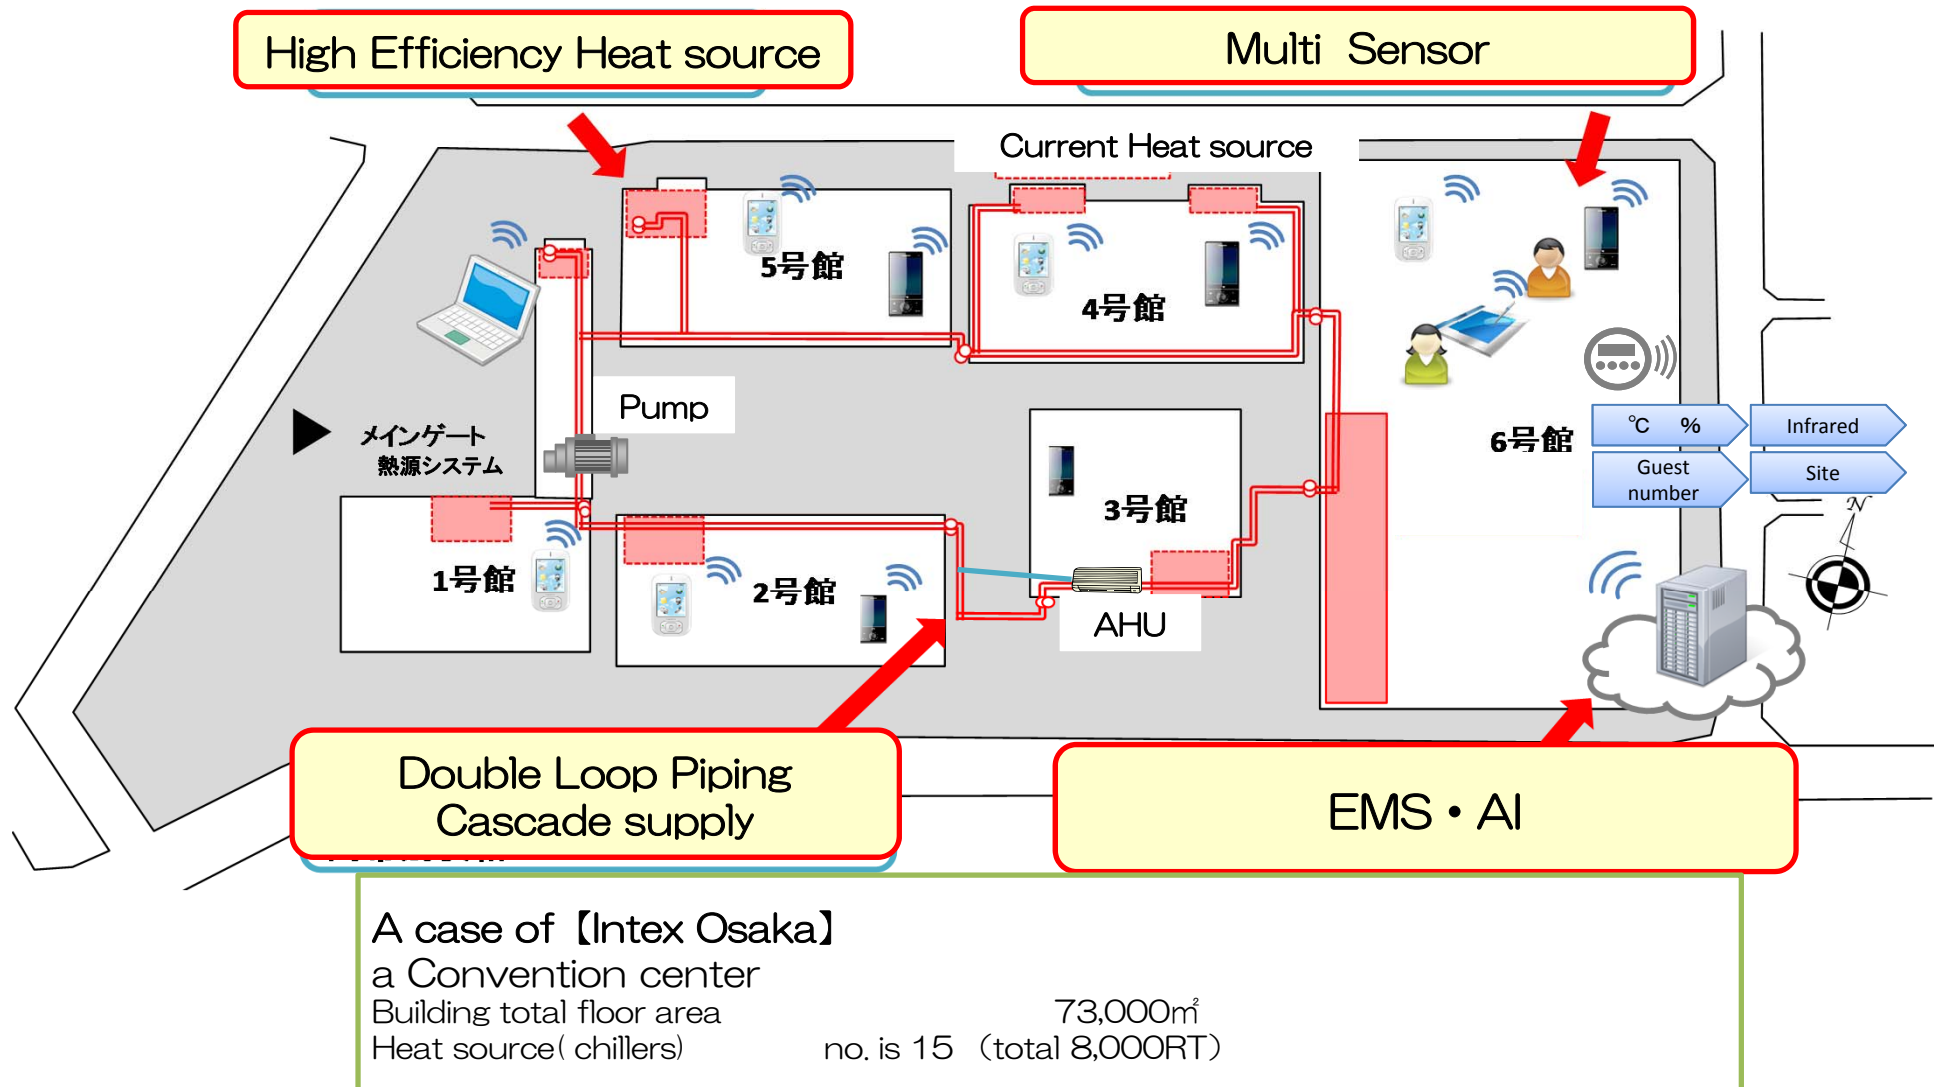 High Efficiency Heat source
Multi Sensor
Current Heat source
5号館
4号館
Pump
メインゲート
熱源システム
6号館
℃ %
Infrared
Guest
number
Site
3号館
N
1号館
2号館
AHU
Double Loop Piping
Cascade supply
EMS・AI
A case of【Intex Osaka】
a Convention center
Building total floor area 73,000㎡
Heat source( chillers) no. is 15 （total 8,000RT）